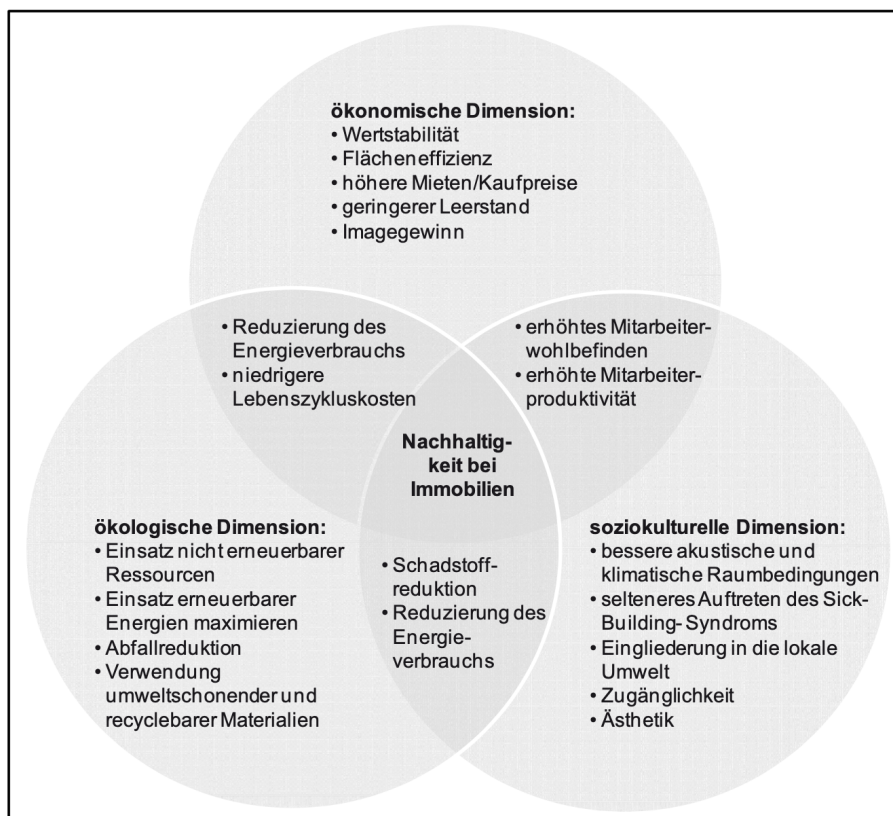 ökonomische Dimension:
• Wertstabilität
• Flächeneffizienz
• höhere Mieten/Kaufpreise
• geringerer Leerstand
• Imagegewinn
• Reduzierung des
Energieverbrauchs
• niedrigere
Lebenszykluskosten
• erhöhtes Mitarbeiter-
wohlbefinden
• erhöhte Mitarbeiter-
produktivität
Nachhaltig-
keit bei
Immobilien
ökologische Dimension:
• Einsatz nicht erneuerbarer
Ressourcen
• Einsatz erneuerbarer
Energien maximieren
• Abfallreduktion
• Verwendung
umweltschonender und
recyclebarer Materialien
• Schadstoff-
reduktion
• Reduzierung des
Energie-
verbrauchs
soziokulturelle Dimension:
• bessere akustische und
klimatische Raumbedingungen
• selteneres Auftreten des Sick-
Building-Syndroms
• Eingliederung in die lokale
Umwelt
• Zugänglichkeit
• Ästhetik